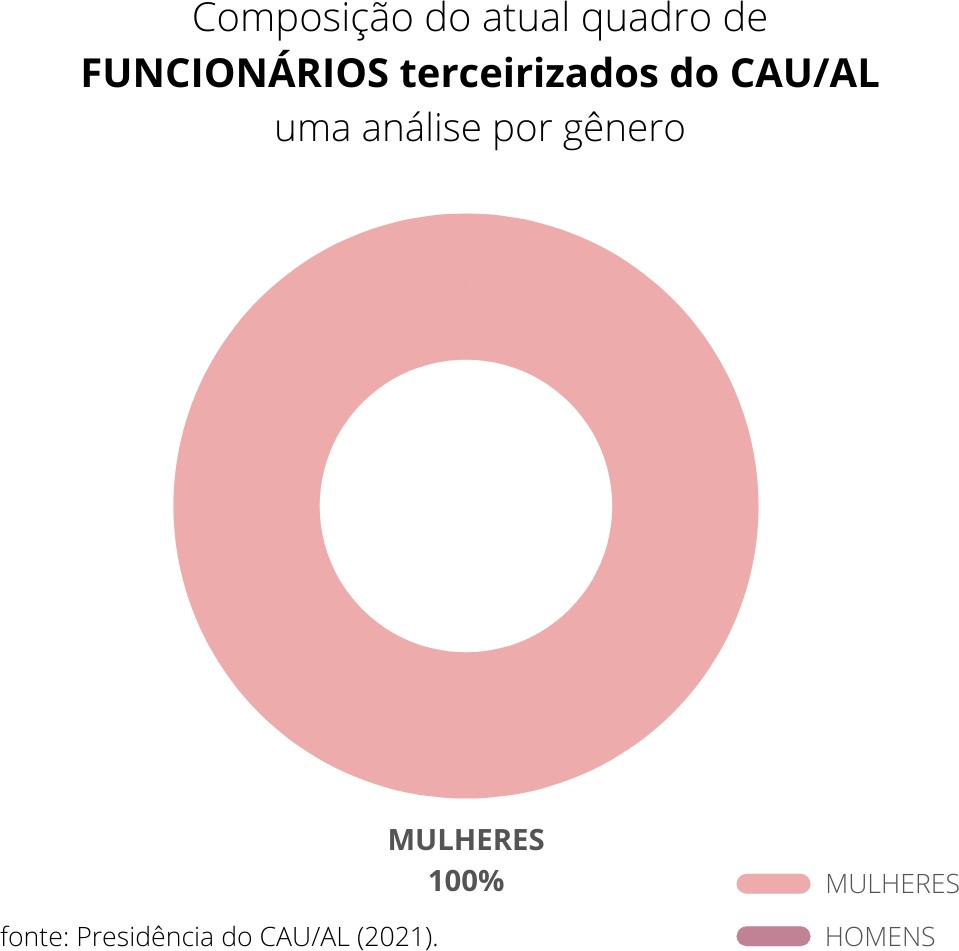 Composição do atual quadro de
FUNCIONÁRIOS terceirizados do CAU/AL
uma análise por gênero
MULHERES
100%
MULHERES
HOMENS
fonte: Presidência do CAU/AL (2021).